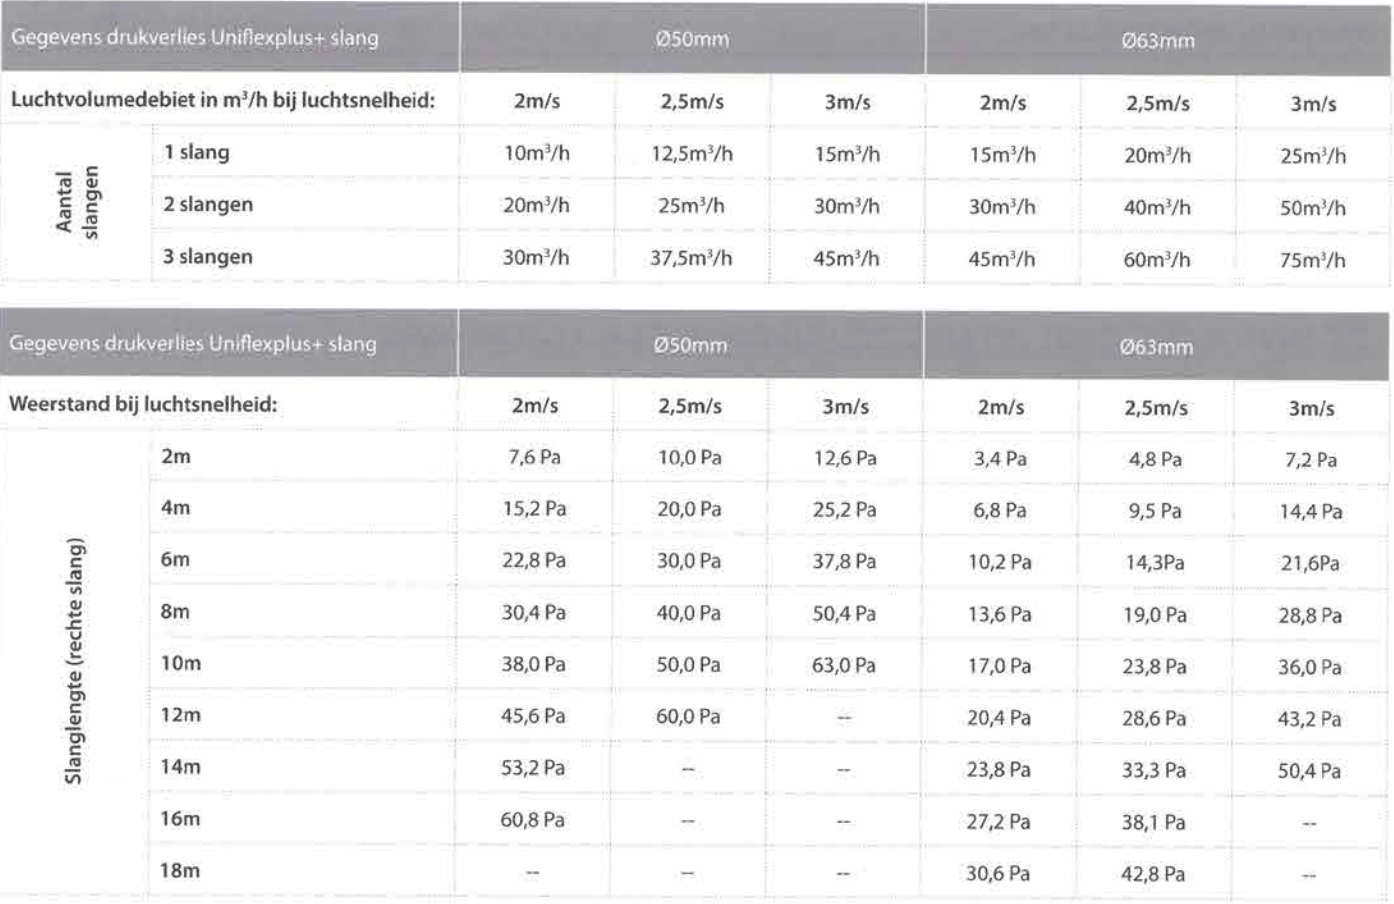 Gegevens drukverlies Uniflexplus+ slang Ø50mm Ø63mm
Luchtvolumedebiet in m³/h bij luchtsnelheid: 2m/s 2,5m/s 3m/s 2m/s 2,5m/s 3m/s
Aantal slangen
1 slang 10m³/h 12,5m³/h 15m³/h 15m³/h 20m³/h 25m³/h
2 slangen 20m³/h 25m³/h 30m³/h 30m³/h 40m³/h 50m³/h
3 slangen 30m³/h 37,5m³/h 45m³/h 45m³/h 60m³/h 75m³/h
Gegevens drukverlies Uniflexplus+ slang Ø50mm Ø63mm
Weerstand bij luchtsnelheid: 2m/s 2,5m/s 3m/s 2m/s 2,5m/s 3m/s
Slanglengte (rechte slang)
2m 7,6 Pa 10,0 Pa 12,6 Pa 3,4 Pa 4,8 Pa 7,2 Pa
4m 15,2 Pa 20,0 Pa 25,2 Pa 6,8 Pa 9,5 Pa 14,4 Pa
6m 22,8 Pa 30,0 Pa 37,8 Pa 10,2 Pa 14,3Pa 21,6Pa
8m 30,4 Pa 40,0 Pa 50,4 Pa 13,6 Pa 19,0 Pa 28,8 Pa
10m 38,0 Pa 50,0 Pa 63,0 Pa 17,0 Pa 23,8 Pa 36,0 Pa
12m 45,6 Pa 60,0 Pa -- 20,4 Pa 28,6 Pa 43,2 Pa
14m 53,2 Pa -- -- 23,8 Pa 33,3 Pa 50,4 Pa
16m 60,8 Pa -- -- 27,2 Pa 38,1 Pa --
18m -- -- -- 30,6 Pa 42,8 Pa --